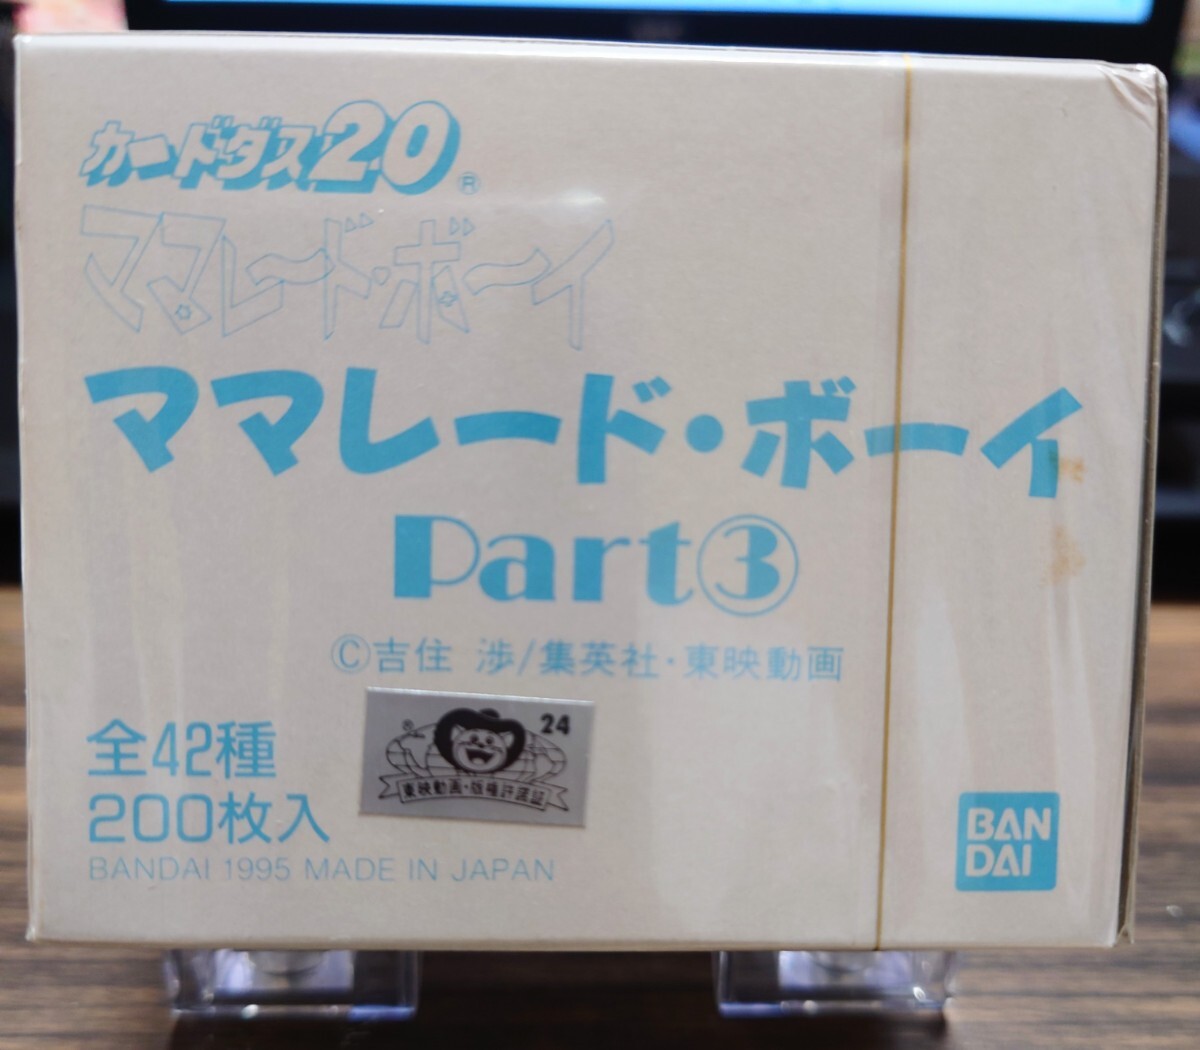 カードダス20®
ママレード・ボーイ
ママレード・ボーイ
Part③
©吉住 渉/集英社・東映動画
® 24
東映動画・版権許諾証
全42種
200枚入
BANDAI 1995 MADE IN JAPAN
BAN
DAI